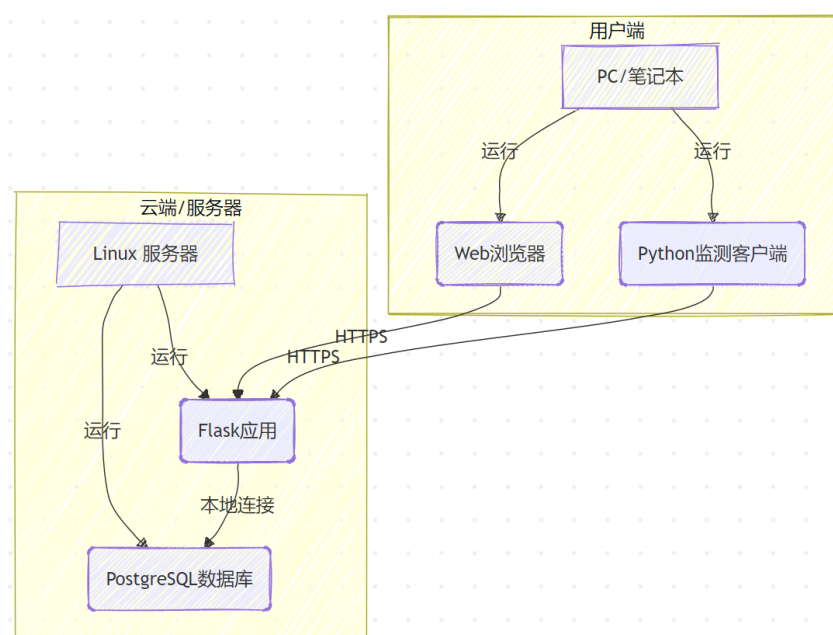 用户端
PC/笔记本
运行
运行
云端/服务器
Linux 服务器
Web浏览器
Python监测客户端
HTTPS
HTTPS
运行
运行
Flask应用
本地连接
PostgreSQL数据库